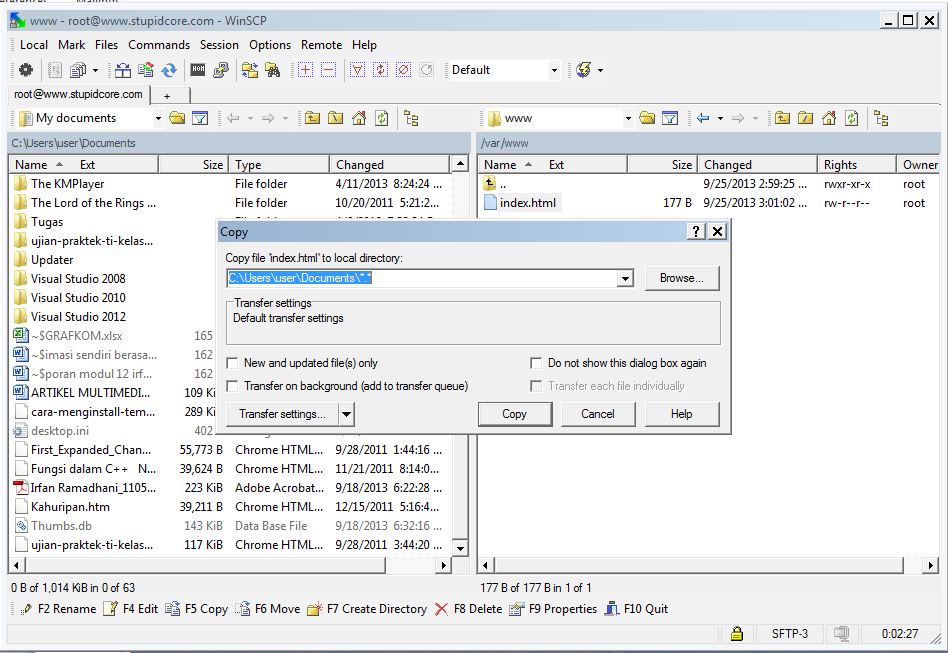 www - root@www.stupidcore.com - WinSCP
Local Mark Files Commands Session Options Remote Help
Default
root@www.stupidcore.com +
My documents
www
C:\Users\user\Documents
/var/www
Name Ext Size Type Changed
The KMPlayer File folder 4/11/2013 8:24:24 ...
The Lord of the Rings ... File folder 10/20/2011 5:21:2...
Tugas
ujian-praktek-ti-kelas...
Updater
Visual Studio 2008
Visual Studio 2010
Visual Studio 2012
~$GRAFKOM.xlsx 165
~$imasi sendiri berasa... 162
~$poran modul 12 irf... 162
ARTIKEL MULTIMEDI... 109 Ki
cara-menginstall-tem... 289 Ki
desktop.ini 402
First_Expanded_Chan... 55,773 B Chrome HTML... 9/28/2011 1:44:16 ...
Fungsi dalam C++ N... 39,624 B Chrome HTML... 11/21/2011 8:14:0...
Irfan Ramadhani_1105... 223 KiB Adobe Acrobat... 9/18/2013 6:22:28 ...
Kahuripan.htm 39,211 B Chrome HTML... 12/15/2011 5:16:4...
Thumbs.db 143 KiB Data Base File 9/18/2013 6:32:16 ...
ujian-praktek-ti-kelas... 117 KiB Chrome HTML... 9/28/2011 3:44:20 ...
Name Ext Size Changed Rights Owner
.. 9/25/2013 2:59:25 ... rwxr-xr-x root
index.html 177 B 9/25/2013 3:01:02 ... rw-r--r-- root
Copy
Copy file 'index.html' to local directory:
C:\Users\user\Documents\*.*
Browse...
Transfer settings
Default transfer settings
New and updated file(s) only
Do not show this dialog box again
Transfer on background (add to transfer queue)
Transfer each file individually
Transfer settings... Copy Cancel Help
0 B of 1,014 KiB in 0 of 63
177 B of 177 B in 1 of 1
F2 Rename F4 Edit F5 Copy F6 Move F7 Create Directory F8 Delete F9 Properties F10 Quit
SFTP-3 0:02:27